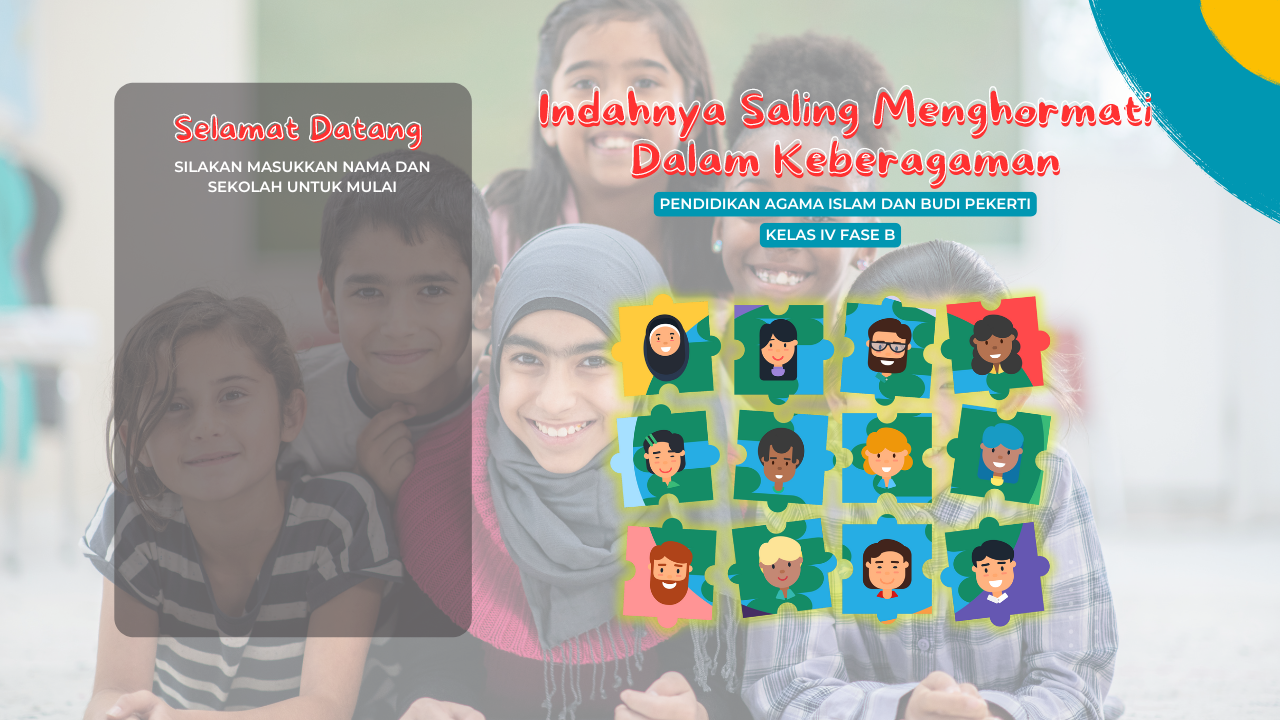 Selamat Datang
SILAKAN MASUKKAN NAMA DAN
SEKOLAH UNTUK MULAI
Indahnya Saling Menghormati
Dalam Keberagaman
PENDIDIKAN AGAMA ISLAM DAN BUDI PEKERTI
KELAS IV FASE B